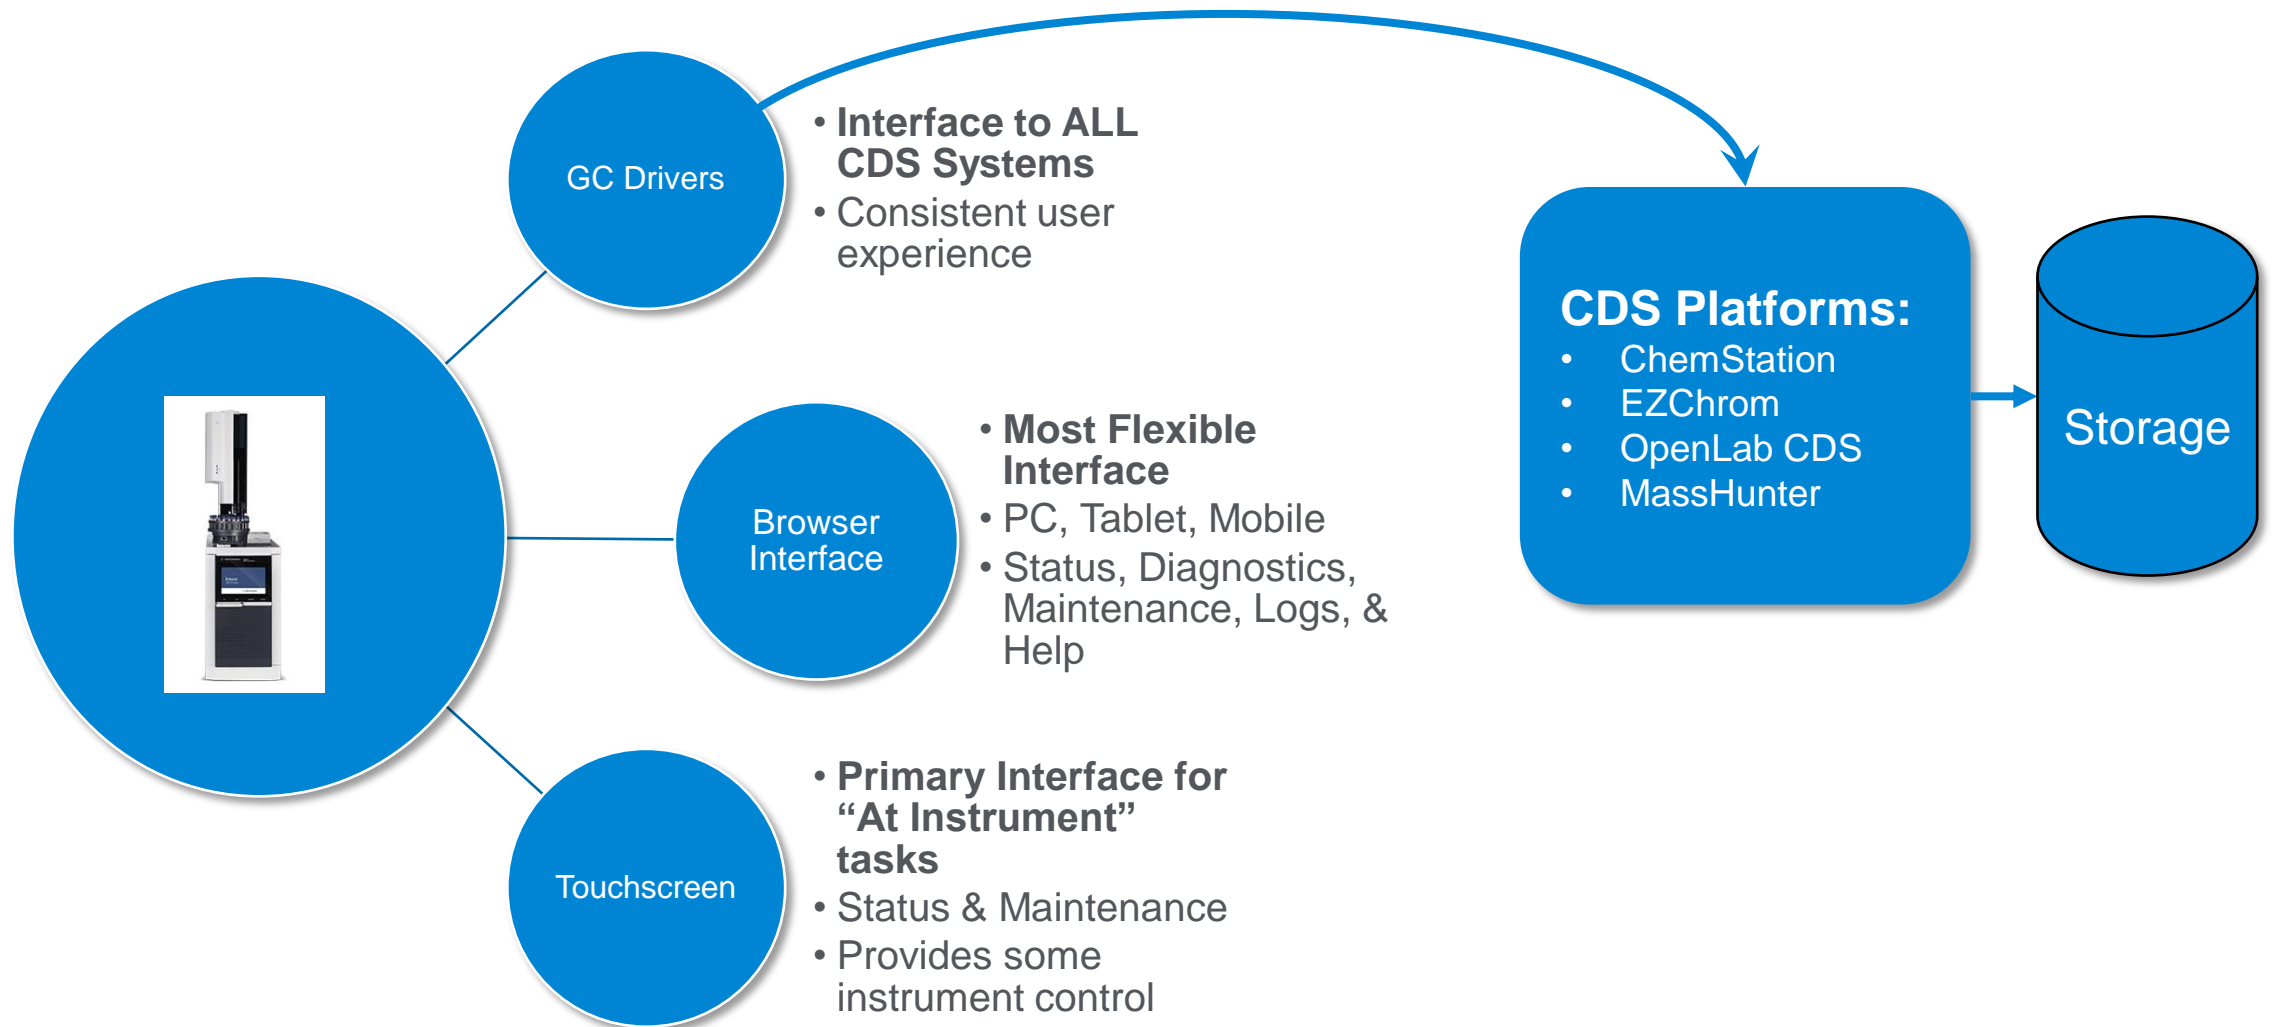 GC Drivers
• Interface to ALL
CDS Systems
• Consistent user
experience
Browser
Interface
• Most Flexible
Interface
• PC, Tablet, Mobile
• Status, Diagnostics,
Maintenance, Logs, &
Help
Touchscreen
• Primary Interface for
“At Instrument”
tasks
• Status & Maintenance
• Provides some
instrument control
CDS Platforms:
• ChemStation
• EZChrom
• OpenLab CDS
• MassHunter
Storage